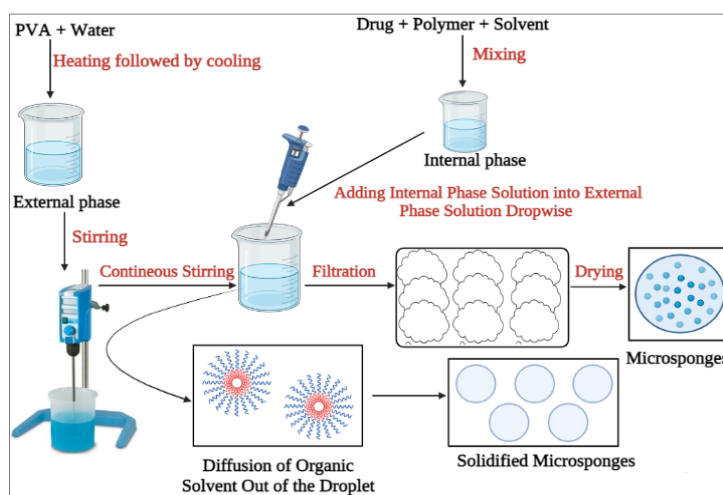 PVA + Water
Heating followed by cooling
External phase
Stirring
Drug + Polymer + Solvent
Mixing
Internal phase
Adding Internal Phase Solution into External
Phase Solution Dropwise
Contineous Stirring
Filtration
Drying
Microsponges
Diffusion of Organic
Solvent Out of the Droplet
Solidified Microsponges